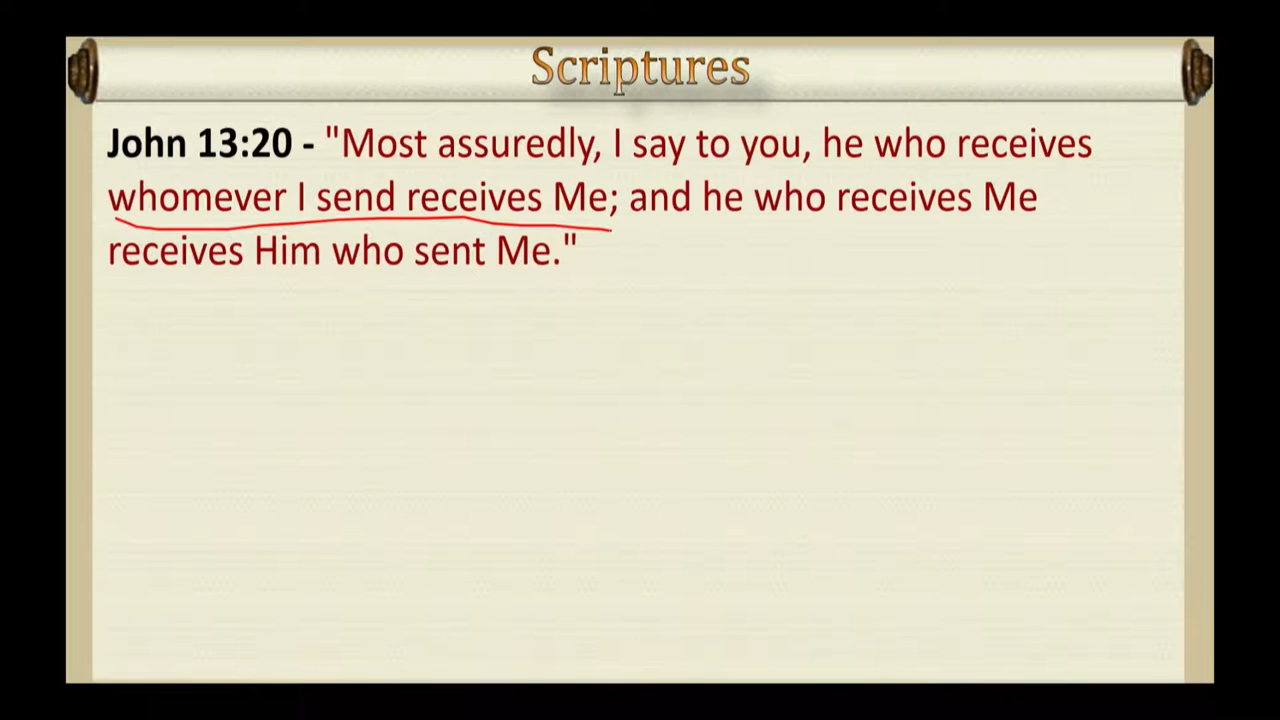 Scriptures
John 13:20 - "Most assuredly, I say to you, he who receives
whomever I send receives Me; and he who receives Me
receives Him who sent Me."